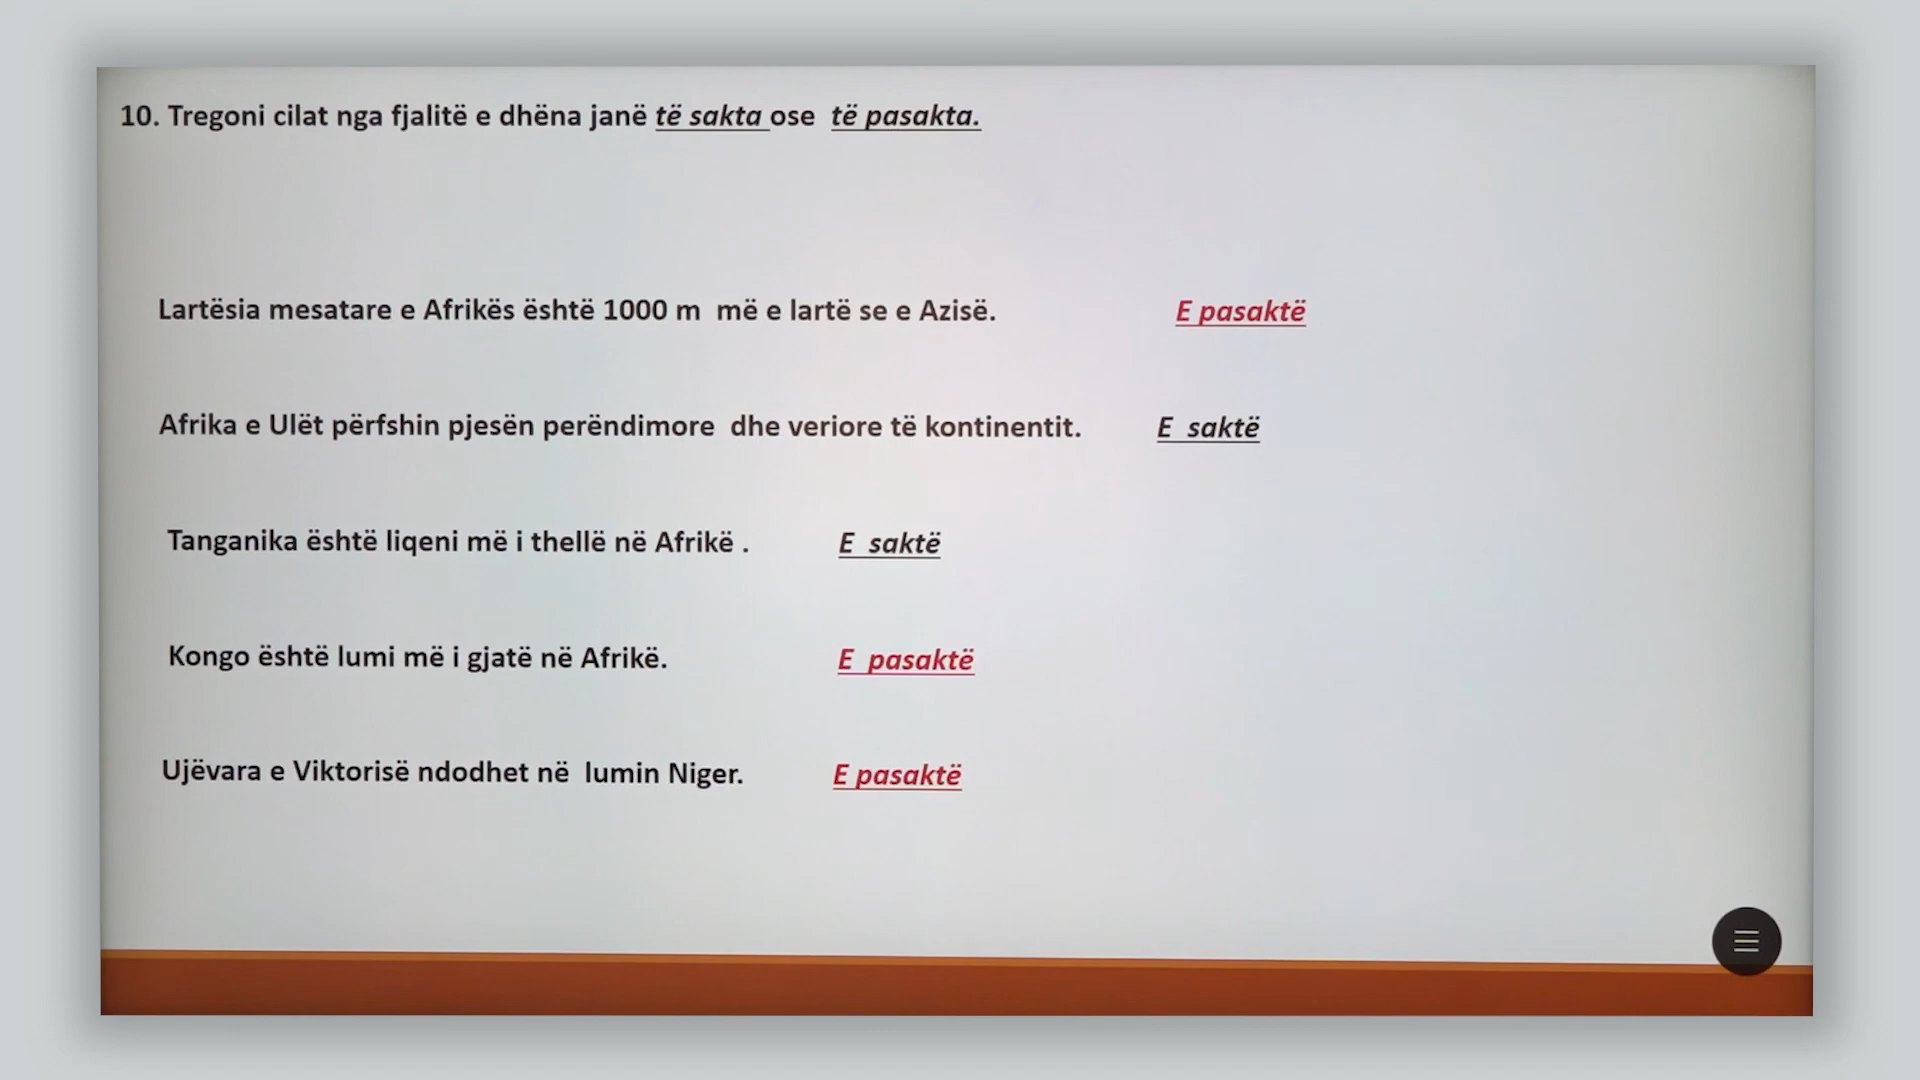 10. Tregoni cilat nga fjalitë e dhëna janë të sakta ose të pasakta.
Lartësia mesatare e Afrikës është 1000 m më e lartë se e Azisë. E pasaktë
Afrika e Ulët përfshin pjesën perëndimore dhe veriore të kontinentit. E saktë
Tanganika është liqeni më i thellë në Afrikë . E saktë
Kongo është lumi më i gjatë në Afrikë. E pasaktë
Ujëvara e Viktorisë ndodhet në lumin Niger. E pasaktë